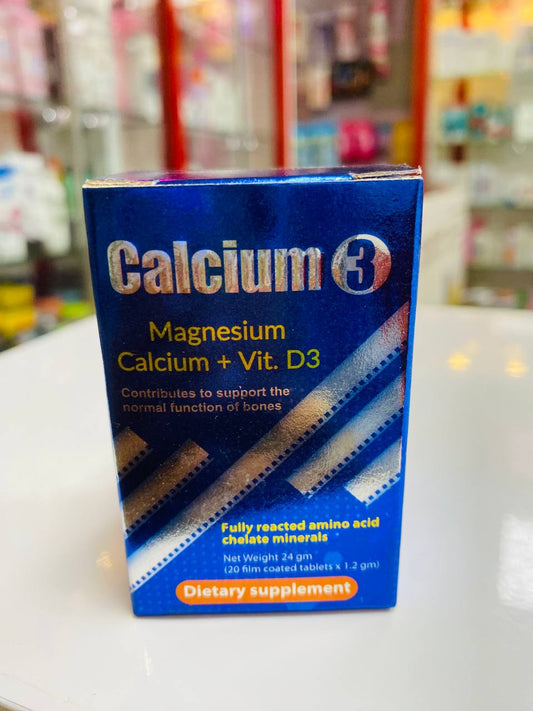 Calcium 3
Magnesium
Calcium + Vit. D3
Contributes to support the
normal function of bones
Fully reacted amino acid
chelate minerals
Net Weight 24 gm
(20 film coated tablets x 1.2 gm)
Dietary supplement